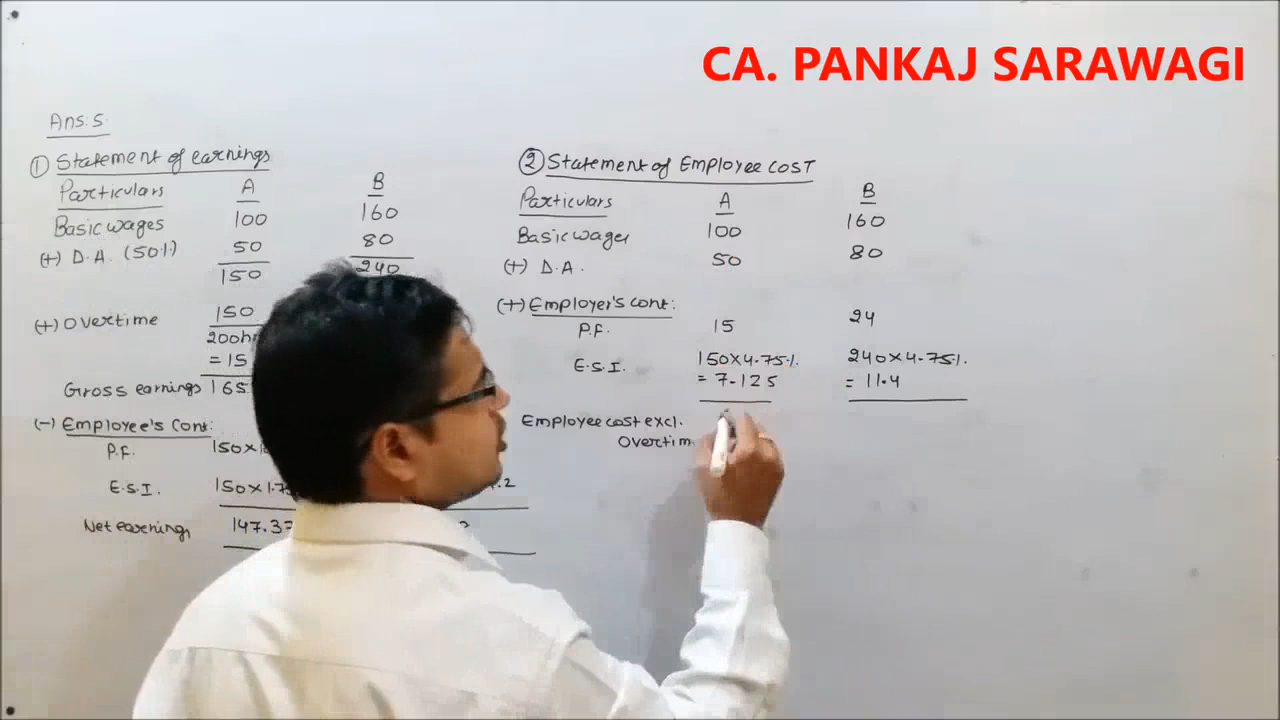 CA. PANKAJ SARAWAGI
Ans:5.
① Statement of earnings
Particulars A B
Basic wages 100 160
(+) D.A. (50%) 50 80
150 240
(+) Overtime 150
200hr
= 15
Gross earnings 165
(-) Employee's Cont:
P.F. 150×1
E.S.I. 150×1.75 .2
Net earnings 147.37
② Statement of Employee cost
Particulars A B
Basic wages 100 160
(+) D.A. 50 80
(+) Employer's cont:
P.F. 15 24
E.S.I. 150×4.75% 240×4.75%
= 7.125 = 11.4
Employee cost excl.
Overtim